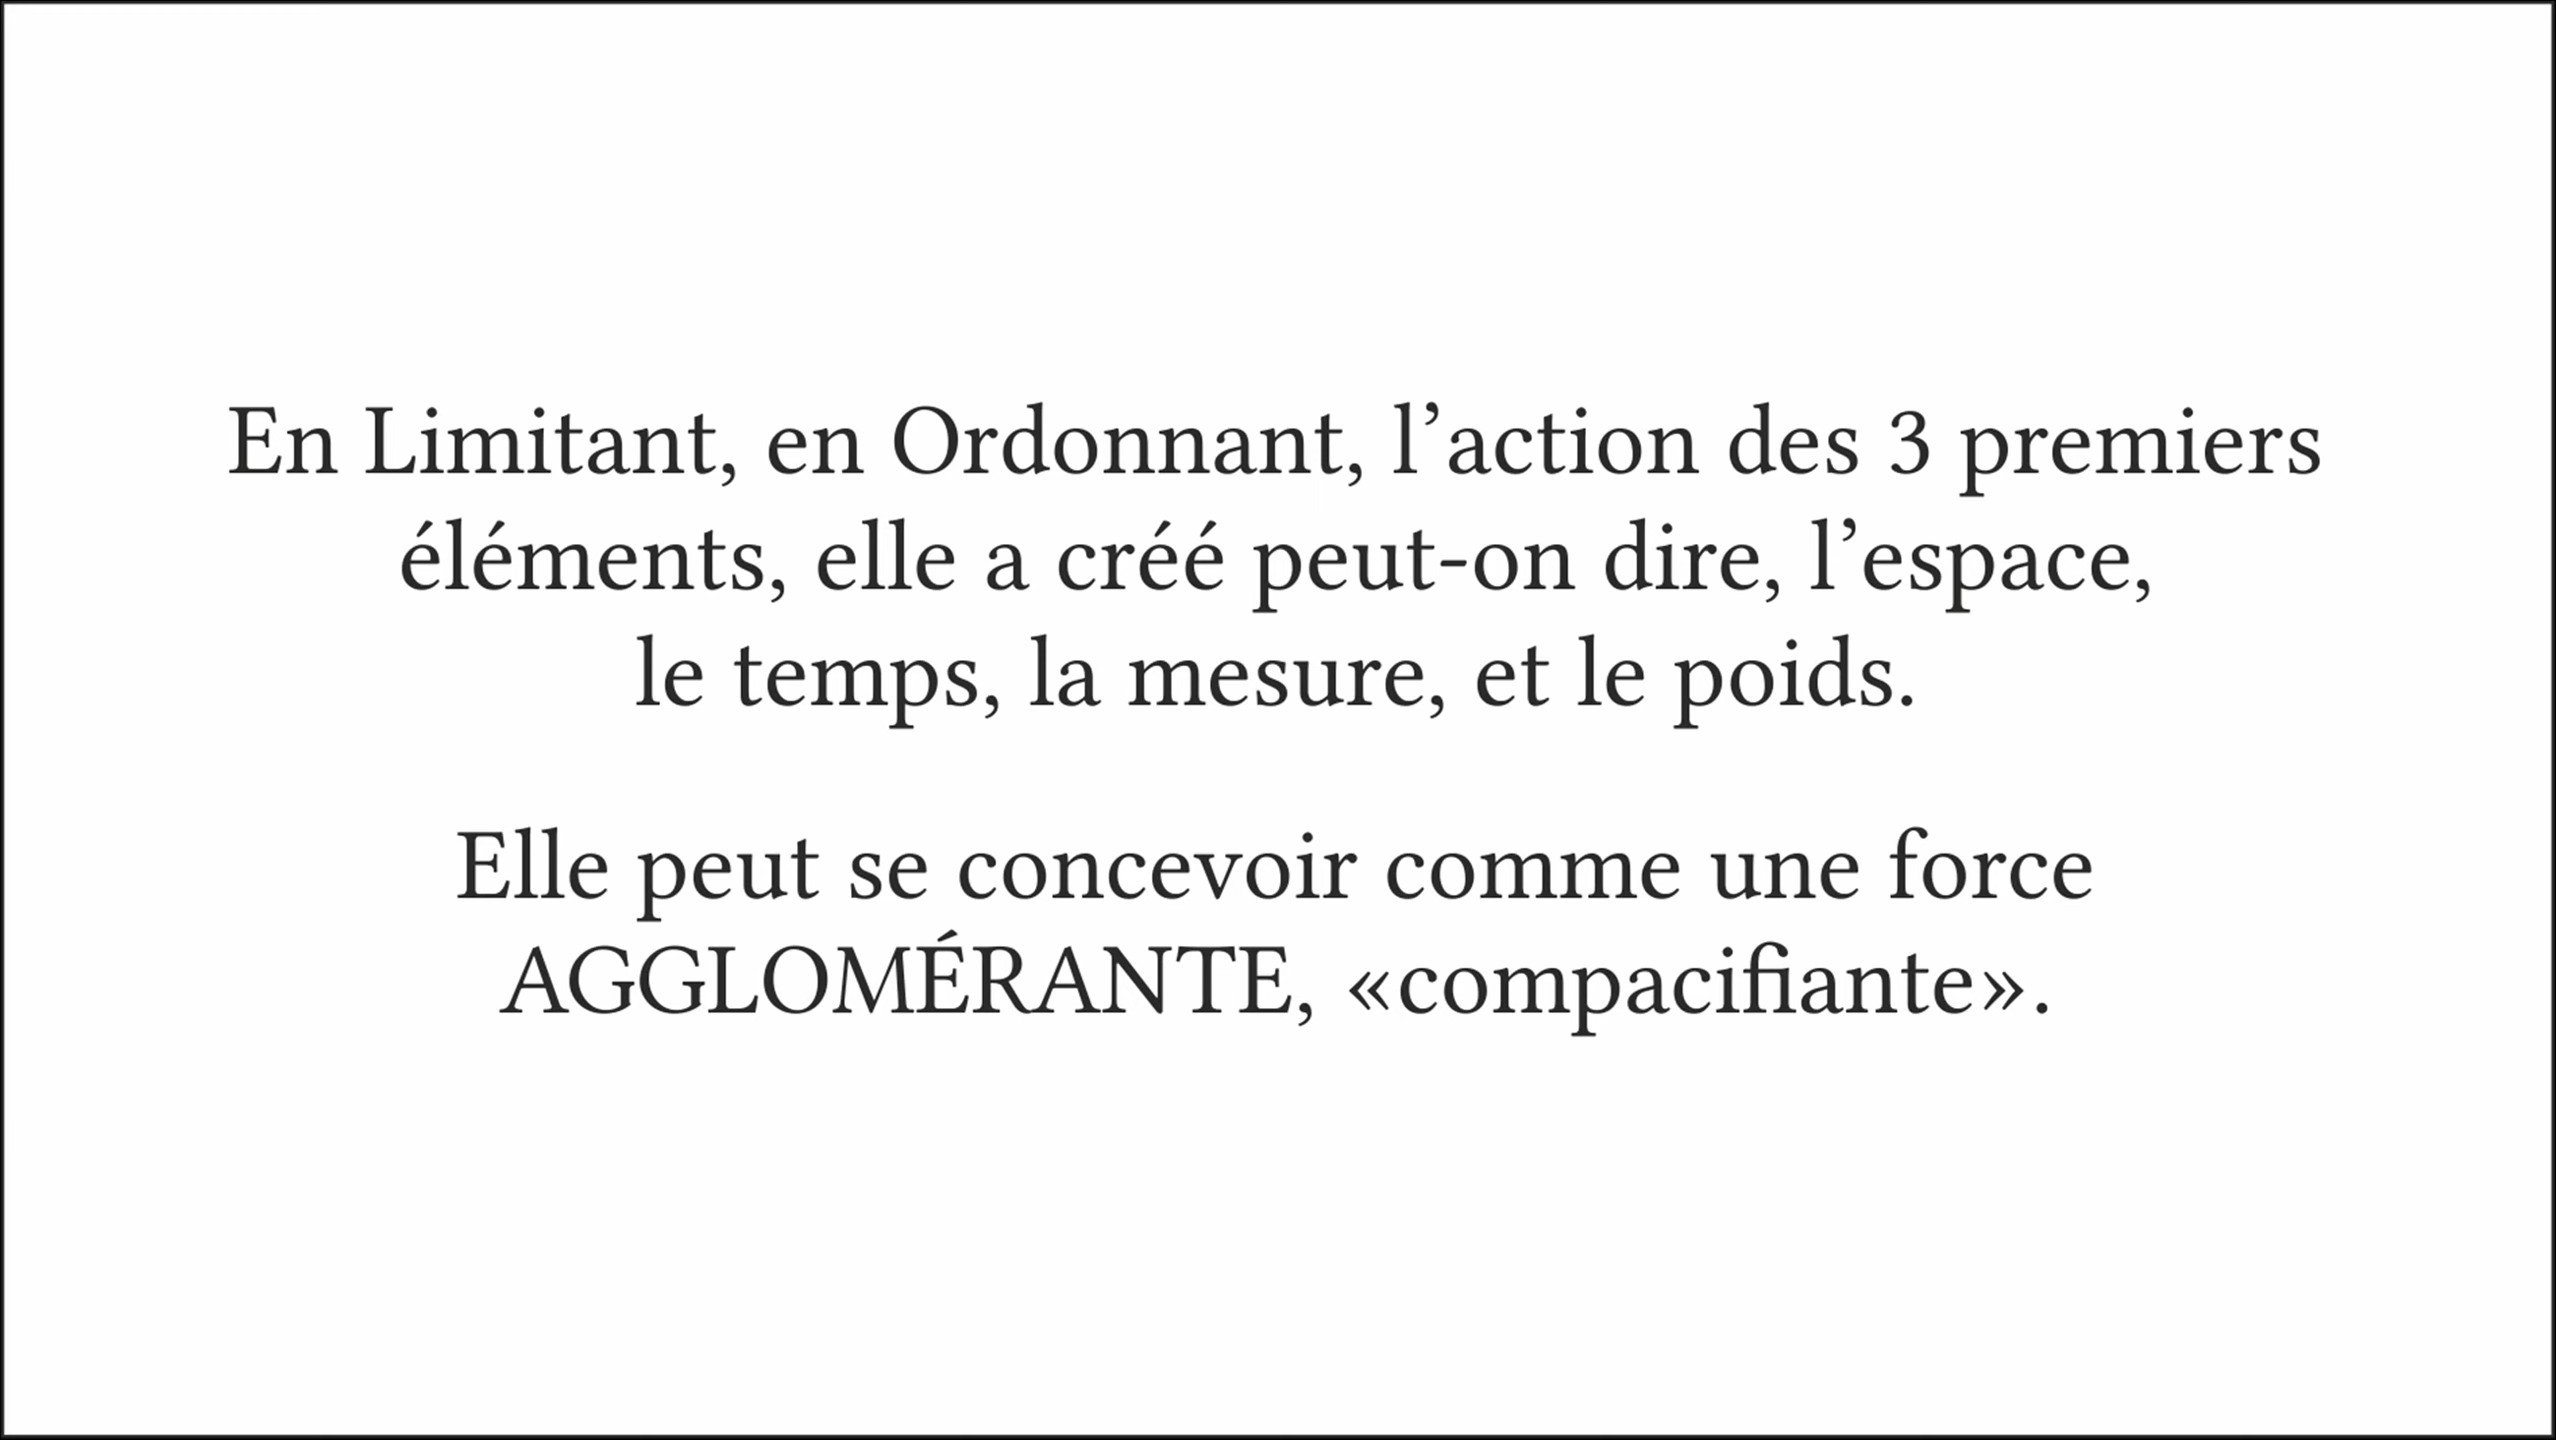 En Limitant, en Ordonnant, l’action des 3 premiers
éléments, elle a créé peut-on dire, l’espace,
le temps, la mesure, et le poids.
Elle peut se concevoir comme une force
AGGLOMÉRANTE, «compacifiante».